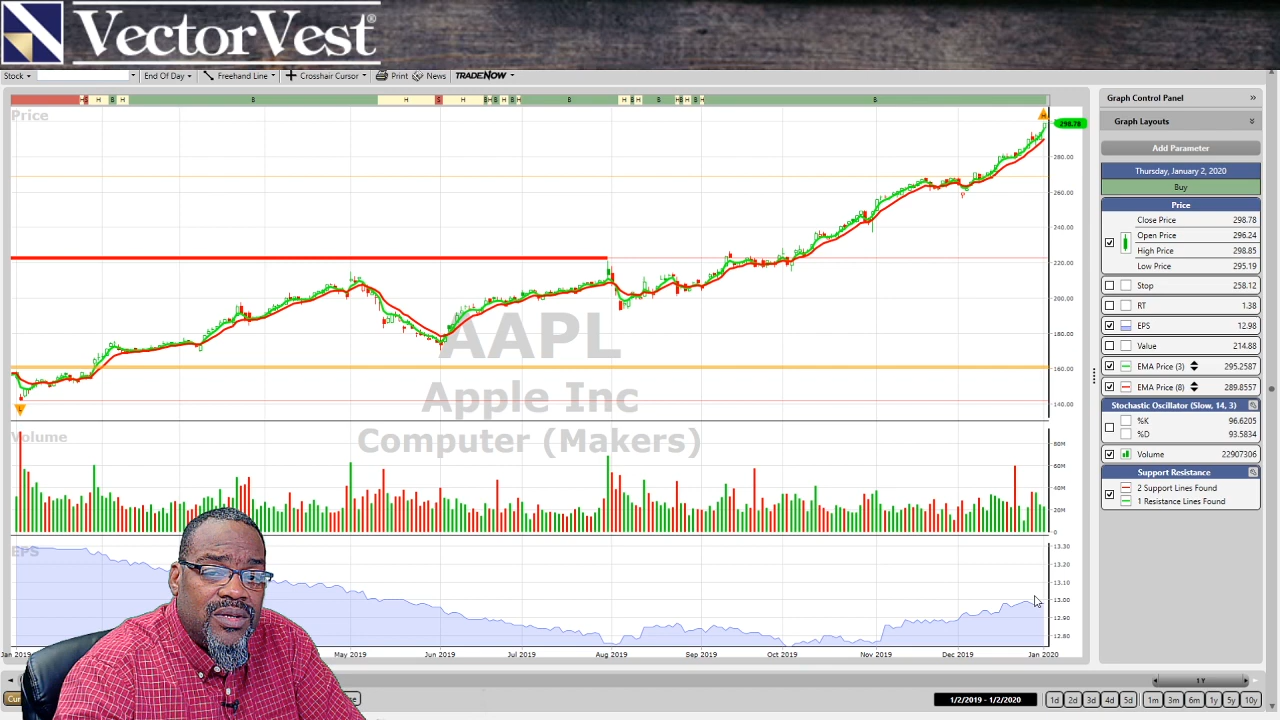 VectorVest®
Stock
End Of Day
Freehand Line
Crosshair Cursor
Print
News
TRADENOW
H S H B H B H S H B H B H B H B H B H B H B H B
Price
H
298.78
280.00
260.00
240.00
220.00
200.00
180.00
160.00
140.00
L
AAPL
Apple Inc
Computer (Makers)
Volume
80M
60M
40M
20M
0
EPS
13.30
13.20
13.10
13.00
12.90
12.80
Jan 2019
May 2019
Jun 2019
Jul 2019
Aug 2019
Sep 2019
Oct 2019
Nov 2019
Dec 2019
Jan 2020
Graph Control Panel
Graph Layouts
Add Parameter
Thursday, January 2, 2020
Buy
Price
Close Price 298.78
Open Price 296.24
High Price 298.85
Low Price 295.19
Stop 258.12
RT 1.38
EPS 12.98
Value 214.88
EMA Price (3) 295.2587
EMA Price (8) 289.8557
Stochastic Oscillator (Slow, 14, 3)
%K 96.6205
%D 93.5834
Volume 22907306
Support Resistance
2 Support Lines Found
1 Resistance Lines Found
1 Y
Cur
1/2/2019 - 1/2/2020
1d 2d 3d 4d 5d 1m 3m 6m 1y 5y 10y